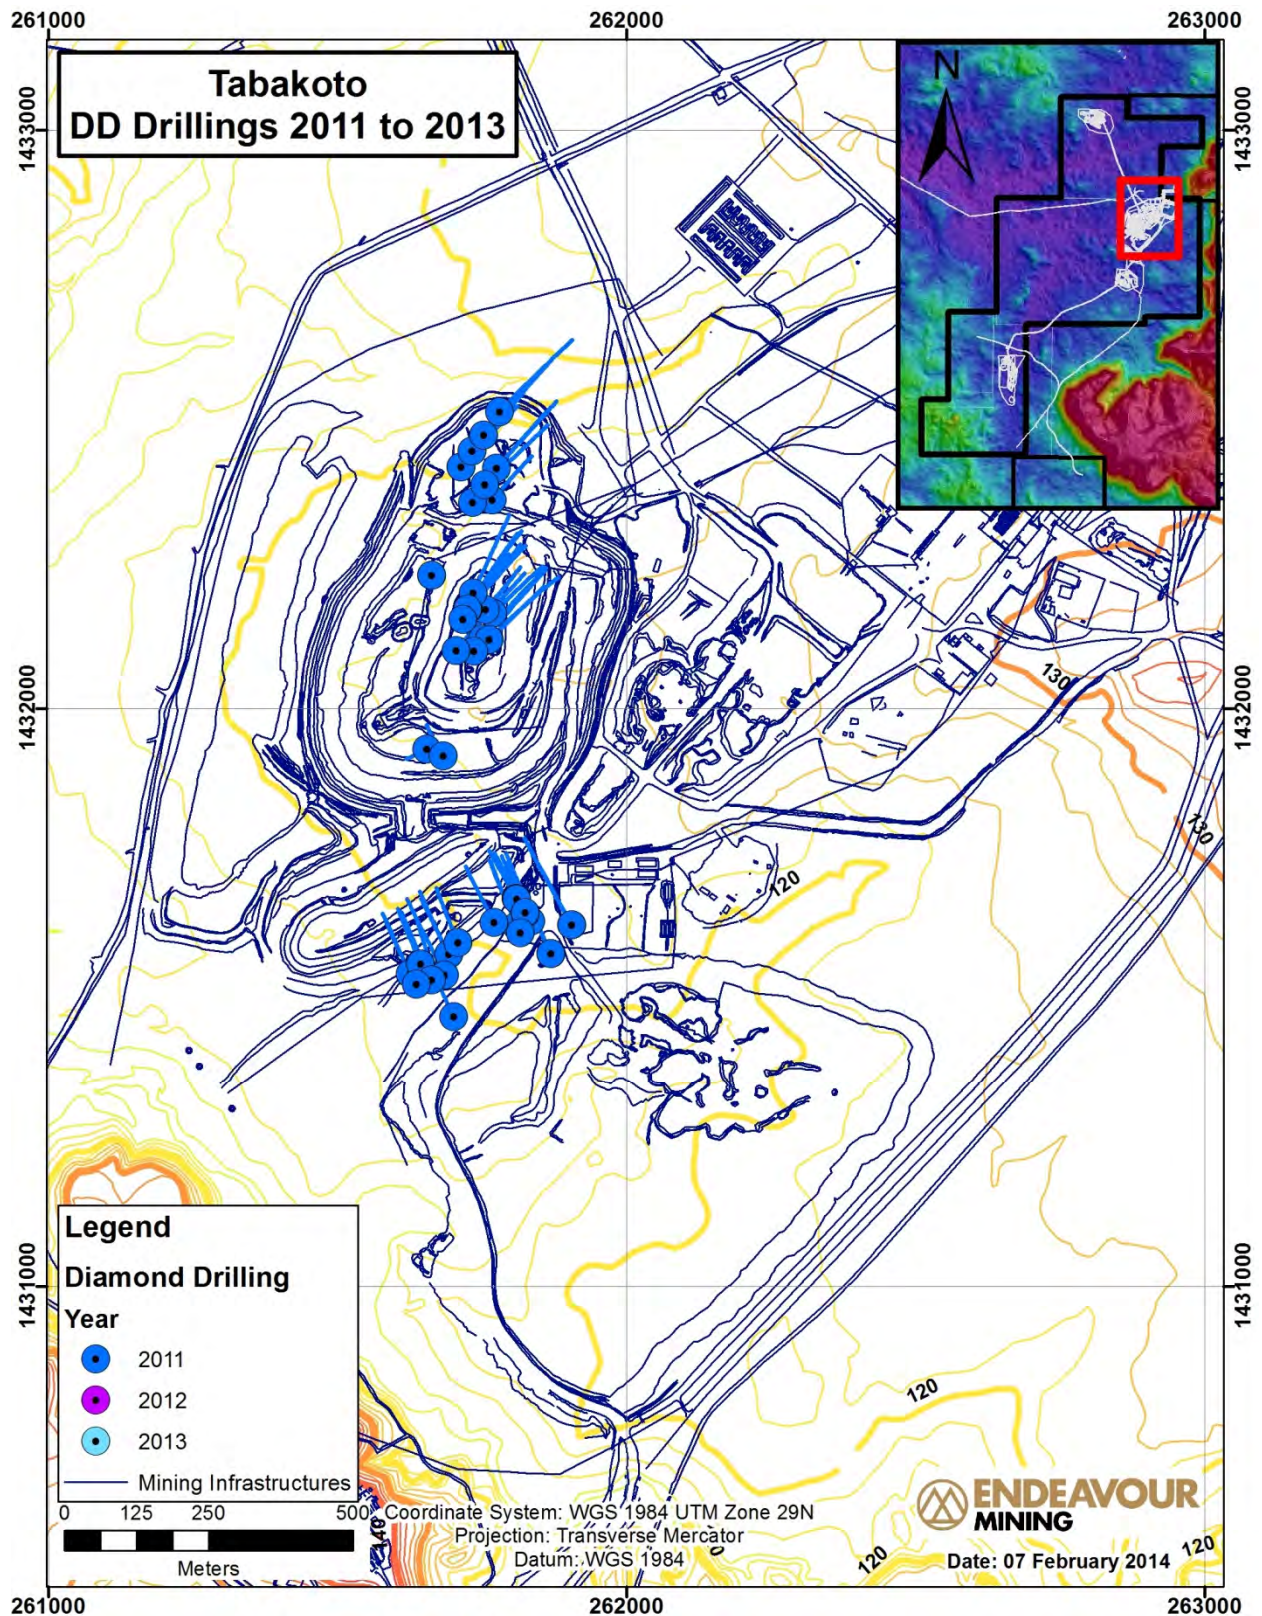 261000 262000 263000
Tabakoto
DD Drillings 2011 to 2013
N
1433000
1433000
130
1432000
1432000
130
120
Legend
Diamond Drilling
Year
2011
2012
2013
Mining Infrastructures
1431000
1431000
120
0 125 250 500
Meters
140
Coordinate System: WGS 1984 UTM Zone 29N
Projection: Transverse Mercator
Datum: WGS 1984
ENDEAVOUR
MINING
120
120
Date: 07 February 2014
261000 262000 263000